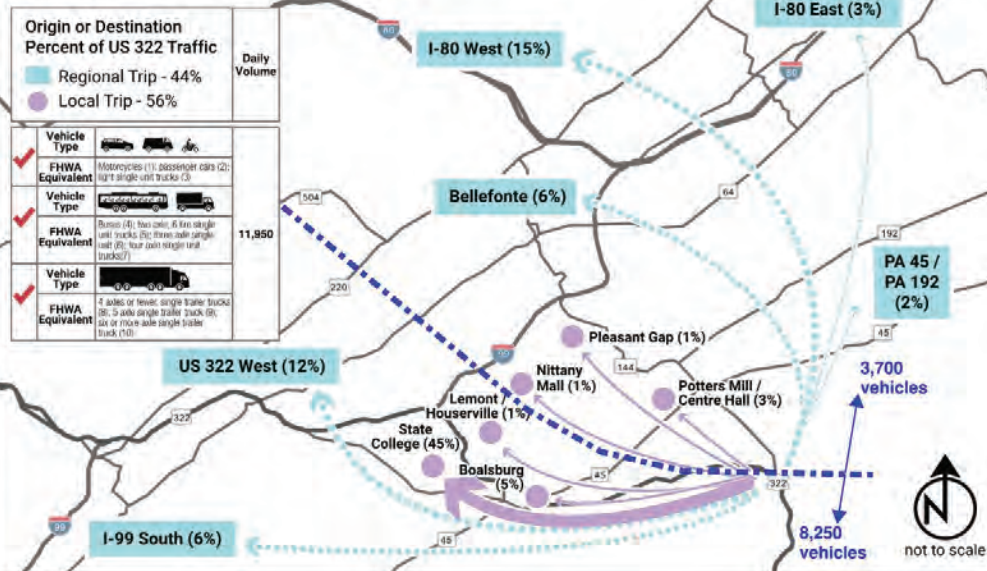 Origin or Destination
Percent of US 322 Traffic
Regional Trip - 44%
Local Trip - 56%
Daily
Volume
Vehicle
Type
FHWA
Equivalent
Motorcycles (1); passenger cars (2);
light single unit trucks (3)
Vehicle
Type
FHWA
Equivalent
Buses (4); two axle, 6 tire single
unit trucks (5); three axle single
unit (6); four axle single unit
trucks(7)
Vehicle
Type
FHWA
Equivalent
4 axles or fewer, single trailer trucks
(8); 5 axle single trailer truck (9);
six or more axle single trailer
truck (10)
11,950
I-80 East (3%)
I-80 West (15%)
80
80
Bellefonte (6%)
504
64
192
220
PA 45 /
PA 192
(2%)
45
99
Pleasant Gap (1%)
144
US 322 West (12%)
Nittany
Mall (1%)
Potters Mill /
Centre Hall (3%)
3,700
vehicles
Lemont /
Houserville (1%)
322
State
College (45%)
Boalsburg
(5%)
45
322
99
I-99 South (6%)
45
8,250
vehicles
N
not to scale